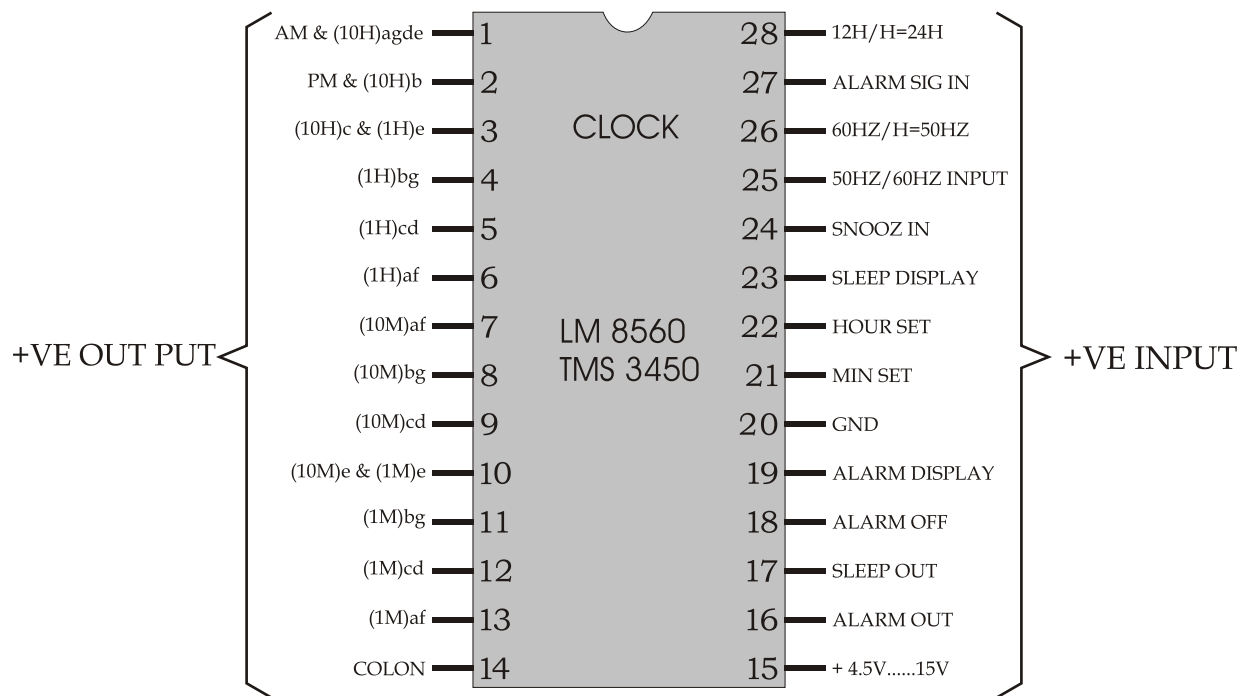 AM & (10H)agde 1 28 12H/H=24H
PM & (10H)b 2 27 ALARM SIG IN
(10H)c & (1H)e 3 CLOCK 26 60HZ/H=50HZ
(1H)bg 4 25 50HZ/60HZ INPUT
(1H)cd 5 24 SNOOZ IN
(1H)af 6 23 SLEEP DISPLAY
(10M)af 7 LM 8560 22 HOUR SET
+VE OUT PUT +VE INPUT
(10M)bg 8 TMS 3450 21 MIN SET
(10M)cd 9 20 GND
(10M)e & (1M)e 10 19 ALARM DISPLAY
(1M)bg 11 18 ALARM OFF
(1M)cd 12 17 SLEEP OUT
(1M)af 13 16 ALARM OUT
COLON 14 15 + 4.5V......15V